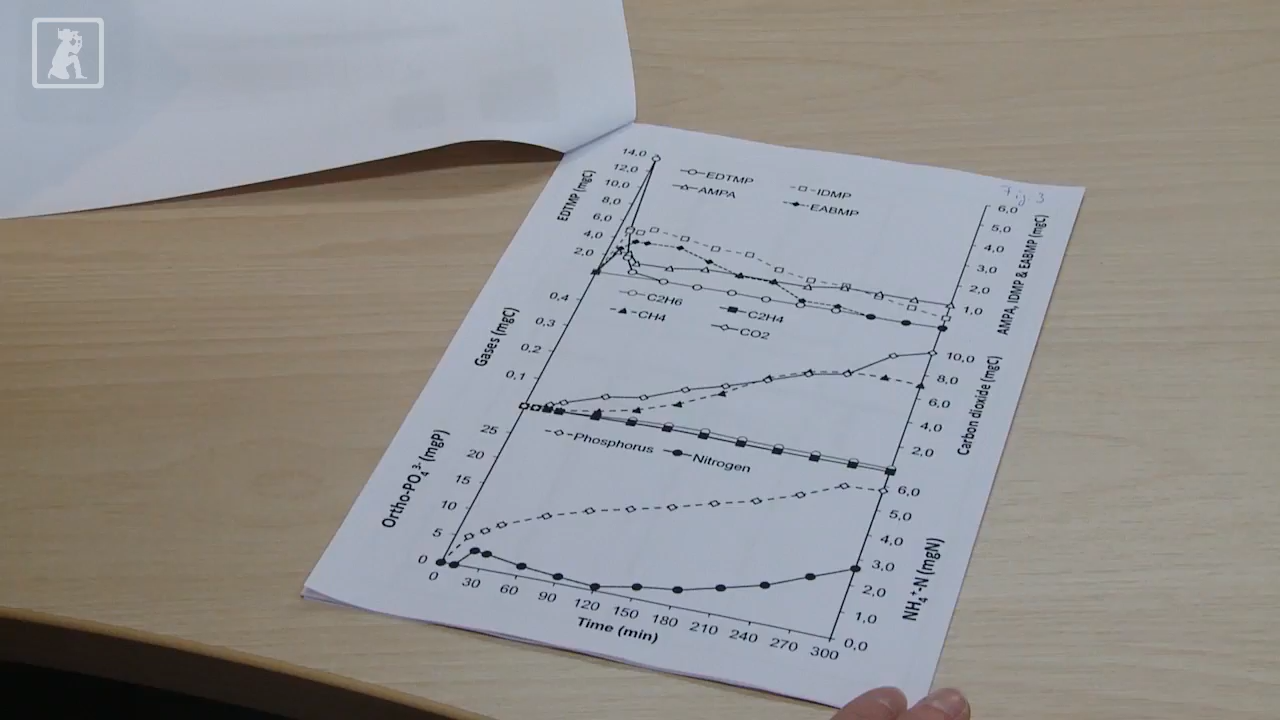 Fig 3
EDTMP (mgC)
14,0
12,0
10,0
8,0
6,0
4,0
2,0
EDTMP
IDMP
AMPA
EABMP
6,0
5,0
4,0
3,0
2,0
1,0
AMPA, IDMP & EABMP (mgC)
Gases (mgC)
0,4
0,3
0,2
0,1
C2H6
C2H4
CH4
CO2
10,0
8,0
6,0
4,0
2,0
Carbon dioxide (mgC)
Ortho-PO₄³⁻ (mgP)
25
20
15
10
5
0
Phosphorus
Nitrogen
6,0
5,0
4,0
3,0
2,0
1,0
0,0
NH₄⁺-N (mgN)
0 30 60 90 120 150 180 210 240 270 300
Time (min)